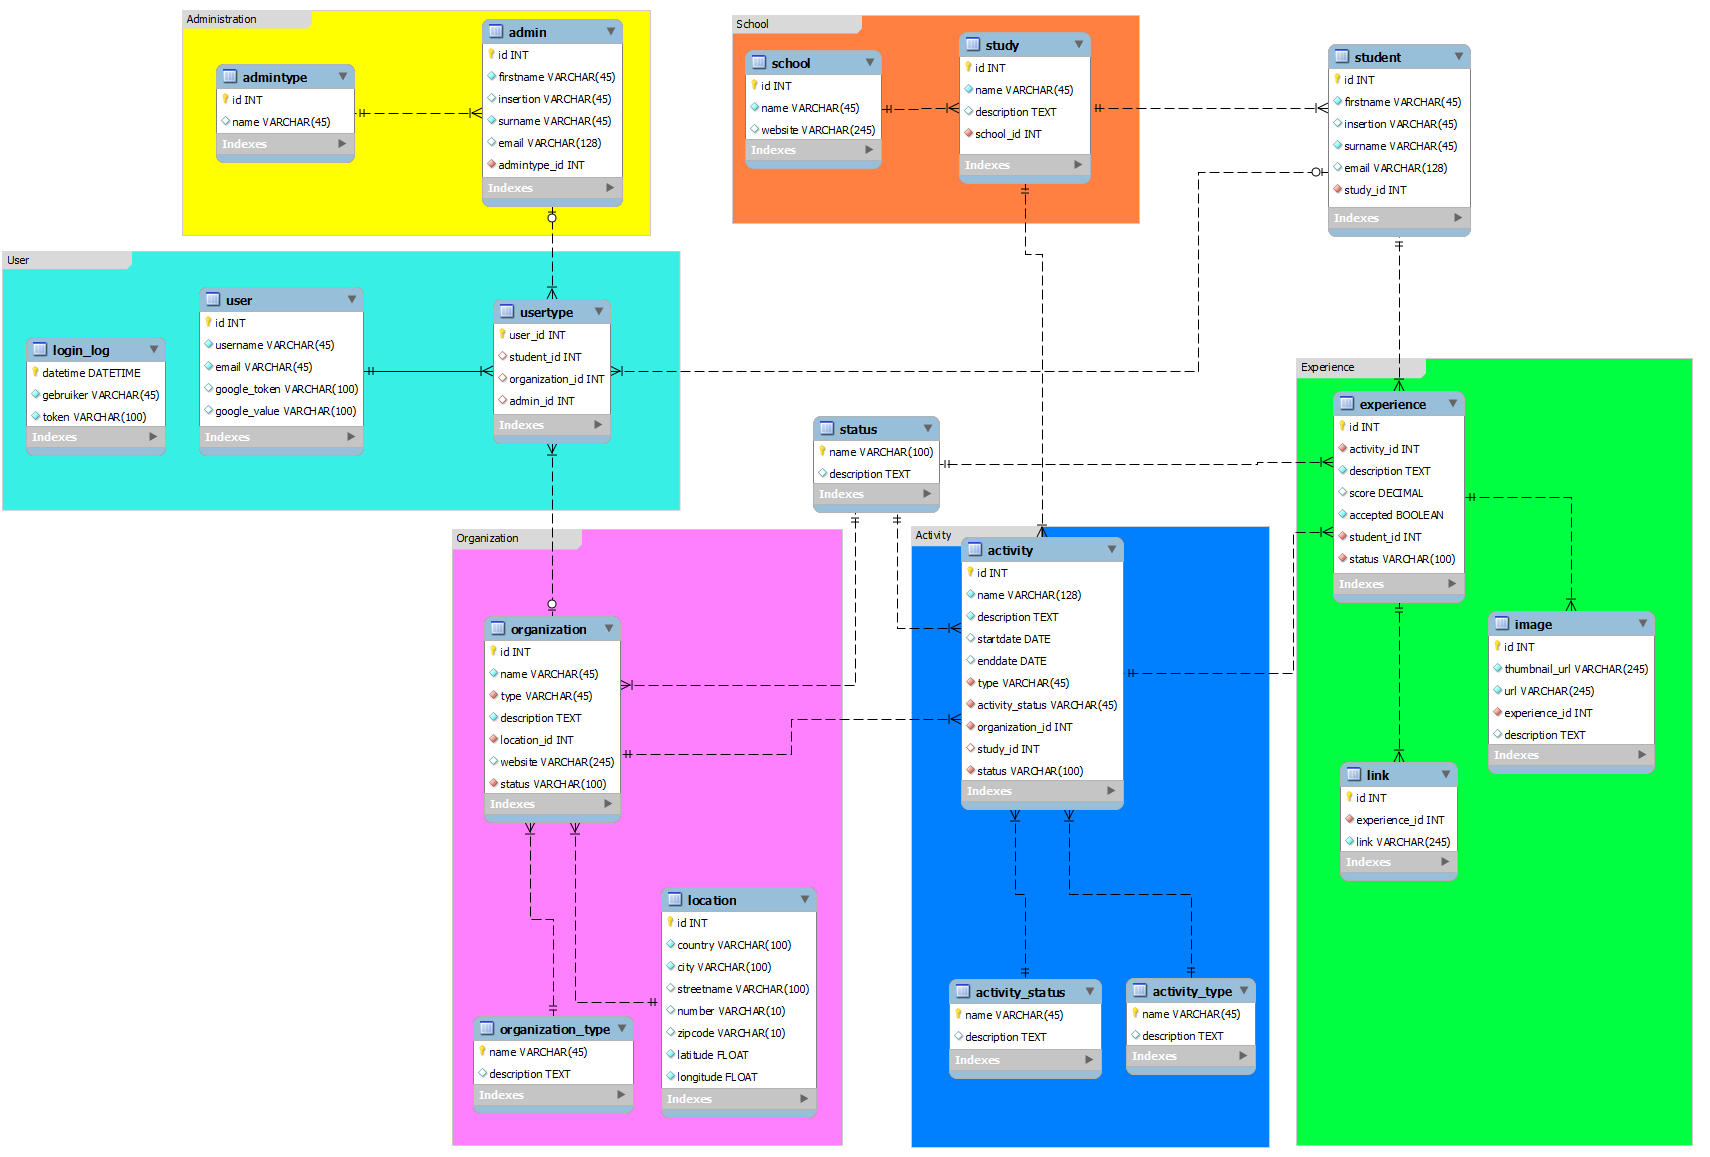 Administration
admintype
id INT
name VARCHAR(45)
Indexes
admin
id INT
firstname VARCHAR(45)
insertion VARCHAR(45)
surname VARCHAR(45)
email VARCHAR(128)
admintype_id INT
Indexes
School
school
id INT
name VARCHAR(45)
website VARCHAR(245)
Indexes
study
id INT
name VARCHAR(45)
description TEXT
school_id INT
Indexes
student
id INT
firstname VARCHAR(45)
insertion VARCHAR(45)
surname VARCHAR(45)
email VARCHAR(128)
study_id INT
Indexes
User
login_log
datetime DATETIME
gebruiker VARCHAR(45)
token VARCHAR(100)
Indexes
user
id INT
username VARCHAR(45)
email VARCHAR(45)
google_token VARCHAR(100)
google_value VARCHAR(100)
Indexes
usertype
user_id INT
student_id INT
organization_id INT
admin_id INT
Indexes
status
name VARCHAR(100)
description TEXT
Indexes
Experience
experience
id INT
activity_id INT
description TEXT
score DECIMAL
accepted BOOLEAN
student_id INT
status VARCHAR(100)
Indexes
image
id INT
thumbnail_url VARCHAR(245)
url VARCHAR(245)
experience_id INT
description TEXT
Indexes
link
id INT
experience_id INT
link VARCHAR(245)
Indexes
Organization
organization
id INT
name VARCHAR(45)
type VARCHAR(45)
description TEXT
location_id INT
website VARCHAR(245)
status VARCHAR(100)
Indexes
location
id INT
country VARCHAR(100)
city VARCHAR(100)
streetname VARCHAR(100)
number VARCHAR(10)
zipcode VARCHAR(10)
latitude FLOAT
longitude FLOAT
Indexes
organization_type
name VARCHAR(45)
description TEXT
Indexes
Activity
activity
id INT
name VARCHAR(128)
description TEXT
startdate DATE
enddate DATE
type VARCHAR(45)
activity_status VARCHAR(45)
organization_id INT
study_id INT
status VARCHAR(100)
Indexes
activity_status
name VARCHAR(45)
description TEXT
Indexes
activity_type
name VARCHAR(45)
description TEXT
Indexes